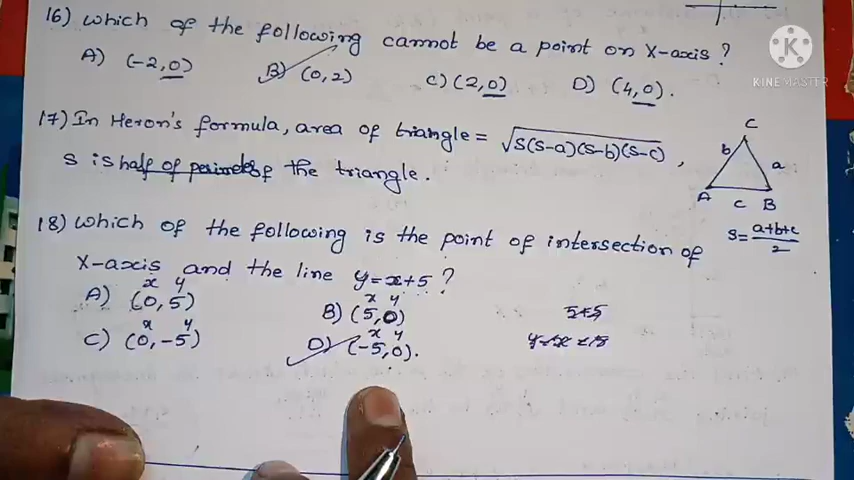 16) Which of the following cannot be a point on X-axis?
A) (-2,0) B) (0,2) C) (2,0) D) (4,0).
K
KINEMASTER
17) In Heron's formula, area of triangle = √S(S-a)(S-b)(S-c) ,
S is half of perimeter of the triangle.
C
b a
A c B
S = a+b+c/2
18) Which of the following is the point of intersection of
X-axis and the line y=x+5?
x y
A) (0,5)
x y
B) (5,0)
x y
C) (0,-5)
x y
D) (-5,0).